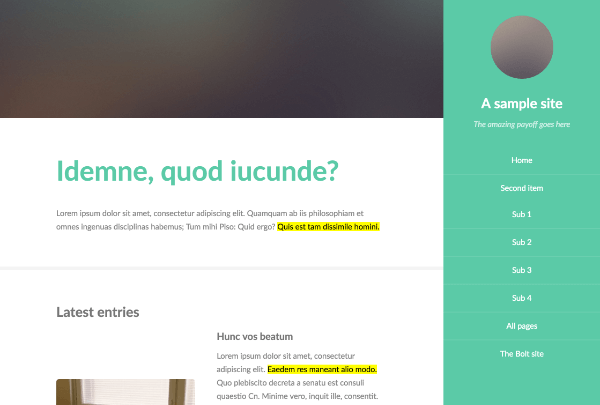 Idemne, quod iucunde?
Lorem ipsum dolor sit amet, consectetur adipiscing elit. Quamquam ab iis philosophiam et
omnes ingenuas disciplinas habemus; Tum mihi Piso: Quid ergo? Quis est tam dissimile homini.
Latest entries
Hunc vos beatum
Lorem ipsum dolor sit amet, consectetur
adipiscing elit. Eaedem res maneant alio modo.
Quo plebiscito decreta a senatu est consuli
quaestio Cn. Minime vero, inquit ille, consentit.
A sample site
The amazing payoff goes here
Home
Second item
Sub 1
Sub 2
Sub 3
Sub 4
All pages
The Bolt site